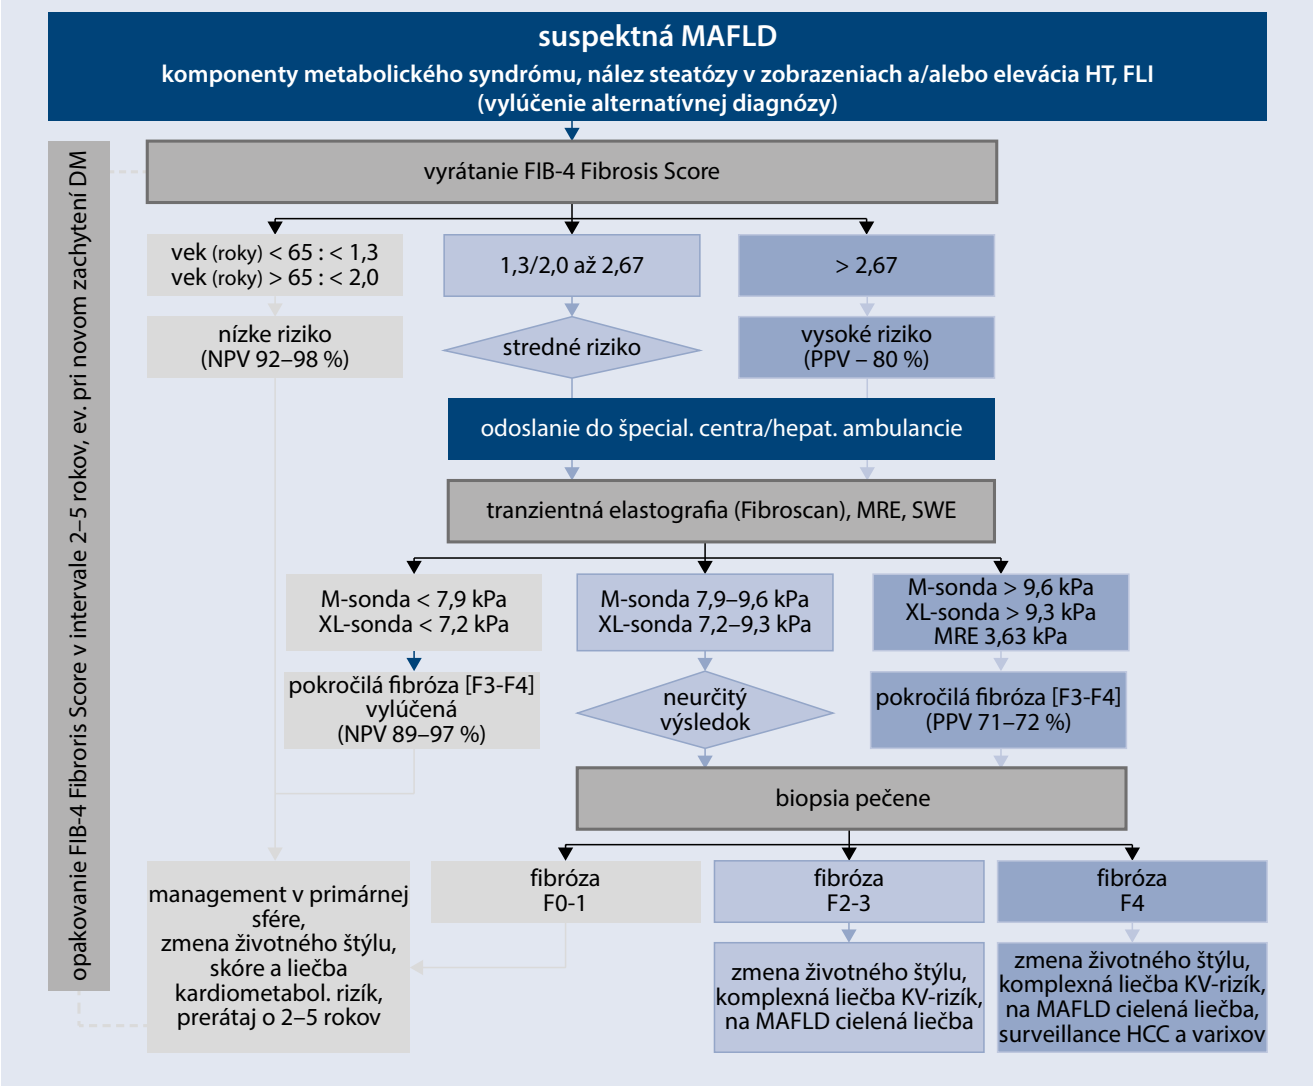 suspektná MAFLD
komponenty metabolického syndrómu, nález steatózy v zobrazeniach a/alebo elevácia HT, FLI
(vylúčenie alternatívnej diagnózy)
opakovanie FIB-4 Fibroris Score v intervale 2–5 rokov, ev. pri novom zachytení DM
vyrátanie FIB-4 Fibrosis Score
vek (roky) < 65 : < 1,3
vek (roky) > 65 : < 2,0
1,3/2,0 až 2,67
> 2,67
nízke riziko
(NPV 92–98 %)
stredné riziko
vysoké riziko
(PPV – 80 %)
odoslanie do špecial. centra/hepat. ambulancie
tranzientná elastografia (Fibroscan), MRE, SWE
M-sonda < 7,9 kPa
XL-sonda < 7,2 kPa
M-sonda 7,9–9,6 kPa
XL-sonda 7,2–9,3 kPa
M-sonda > 9,6 kPa
XL-sonda > 9,3 kPa
MRE 3,63 kPa
pokročilá fibróza [F3-F4]
vylúčená
(NPV 89–97 %)
neurčitý
výsledok
pokročilá fibróza [F3-F4]
(PPV 71–72 %)
biopsia pečene
fibróza
F0-1
fibróza
F2-3
fibróza
F4
management v primárnej
sfére,
zmena životného štýlu,
skóre a liečba
kardiometabol. rizík,
prerátaj o 2–5 rokov
zmena životného štýlu,
komplexná liečba KV-rizík,
na MAFLD cielená liečba
zmena životného štýlu,
komplexná liečba KV-rizík,
na MAFLD cielená liečba,
surveillance HCC a varixov